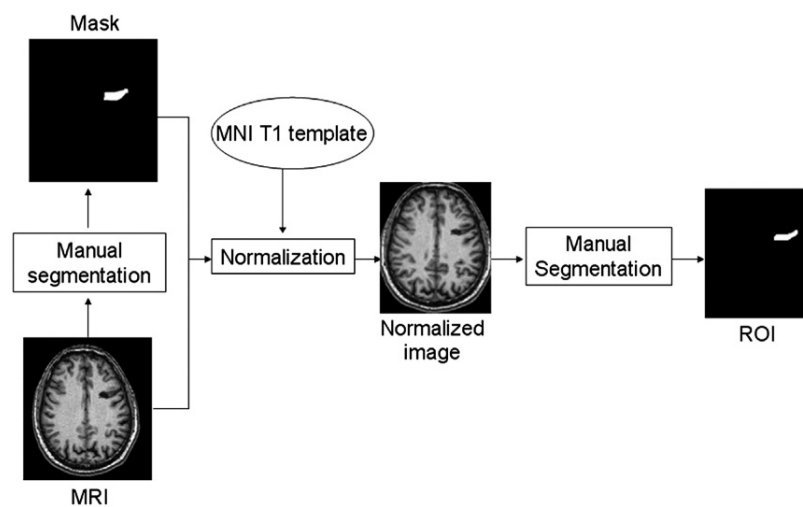 Mask
MNI T1 template
Manual
segmentation
Normalization
Manual
Segmentation
Normalized
image
ROI
MRI